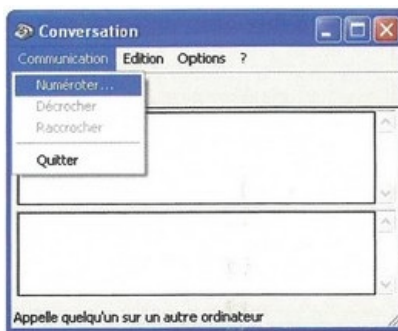 Conversation
Communication Edition Options ?
Numéroter...
Décrocher
Raccrocher
Quitter
Appelle quelqu'un sur un autre ordinateur